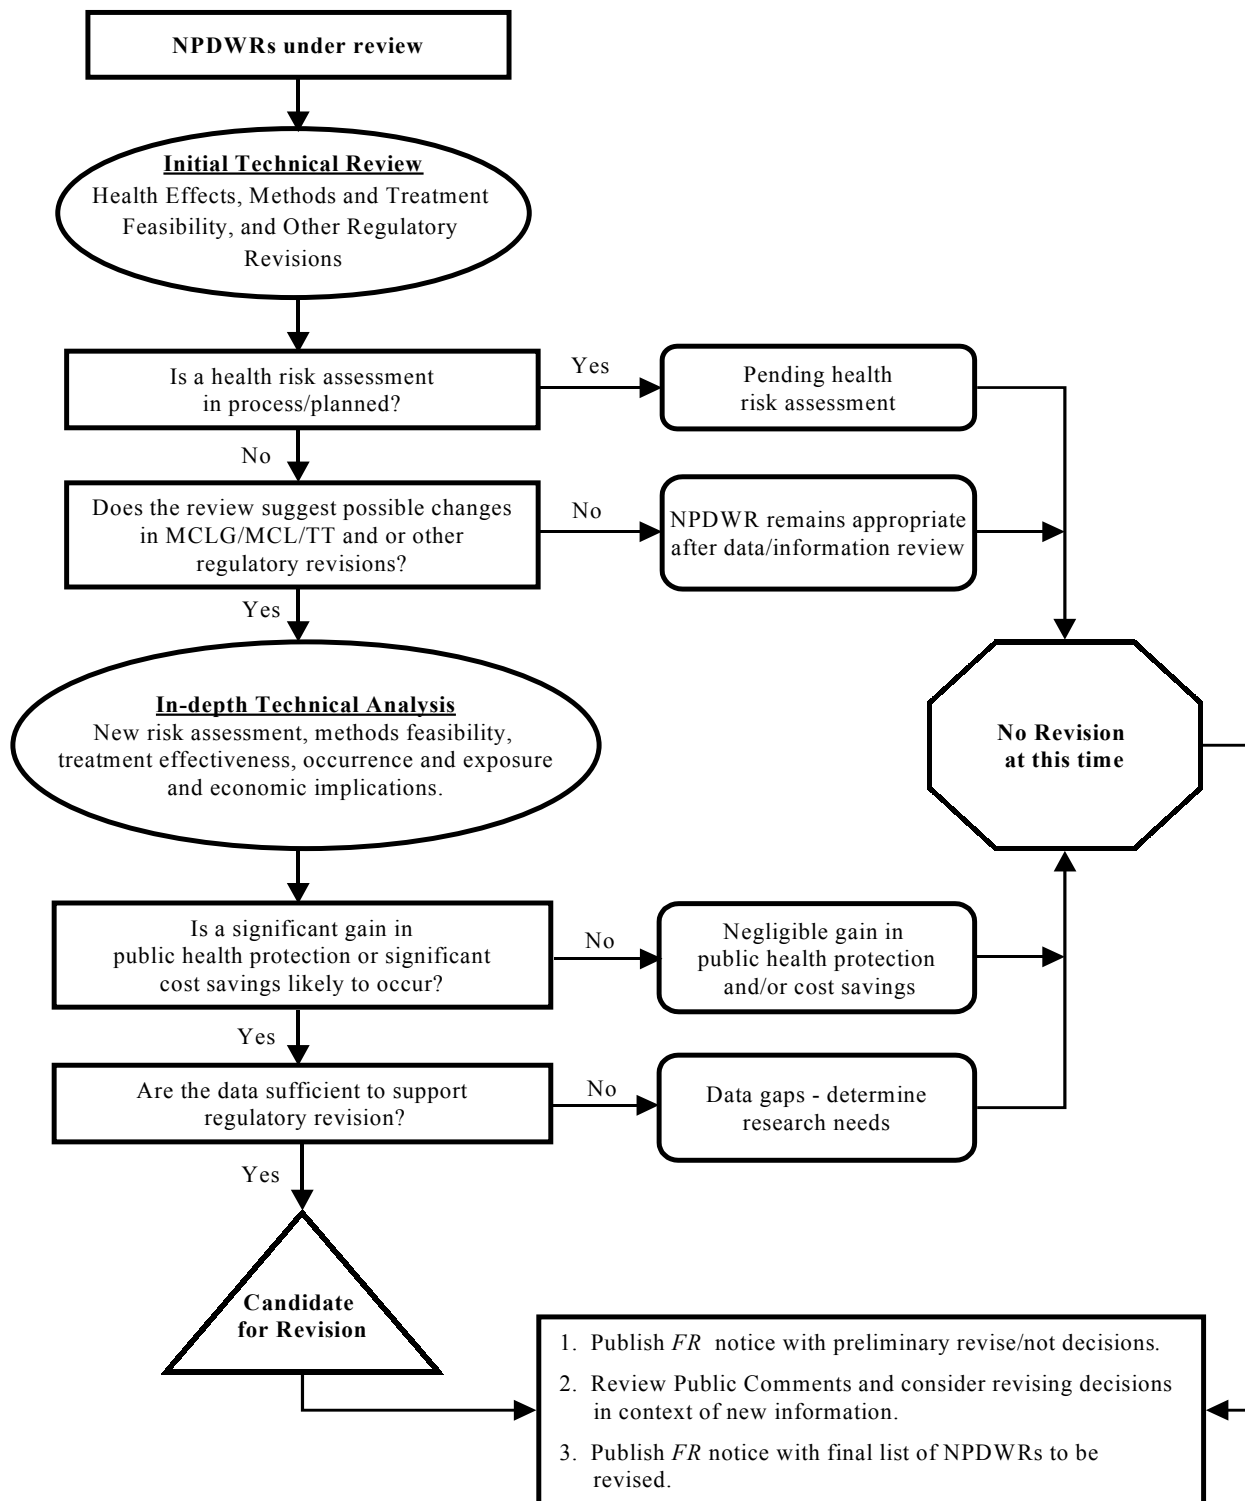 NPDWRs under review
Initial Technical Review
Health Effects, Methods and Treatment
Feasibility, and Other Regulatory
Revisions
Is a health risk assessment
in process/planned?
Yes
Pending health
risk assessment
No
Does the review suggest possible changes
in MCLG/MCL/TT and or other
regulatory revisions?
No
NPDWR remains appropriate
after data/information review
Yes
In-depth Technical Analysis
New risk assessment, methods feasibility,
treatment effectiveness, occurrence and exposure
and economic implications.
No Revision
at this time
Is a significant gain in
public health protection or significant
cost savings likely to occur?
No
Negligible gain in
public health protection
and/or cost savings
Yes
Are the data sufficient to support
regulatory revision?
No
Data gaps - determine
research needs
Yes
Candidate
for Revision
1. Publish FR notice with preliminary revise/not decisions.
2. Review Public Comments and consider revising decisions
in context of new information.
3. Publish FR notice with final list of NPDWRs to be
revised.